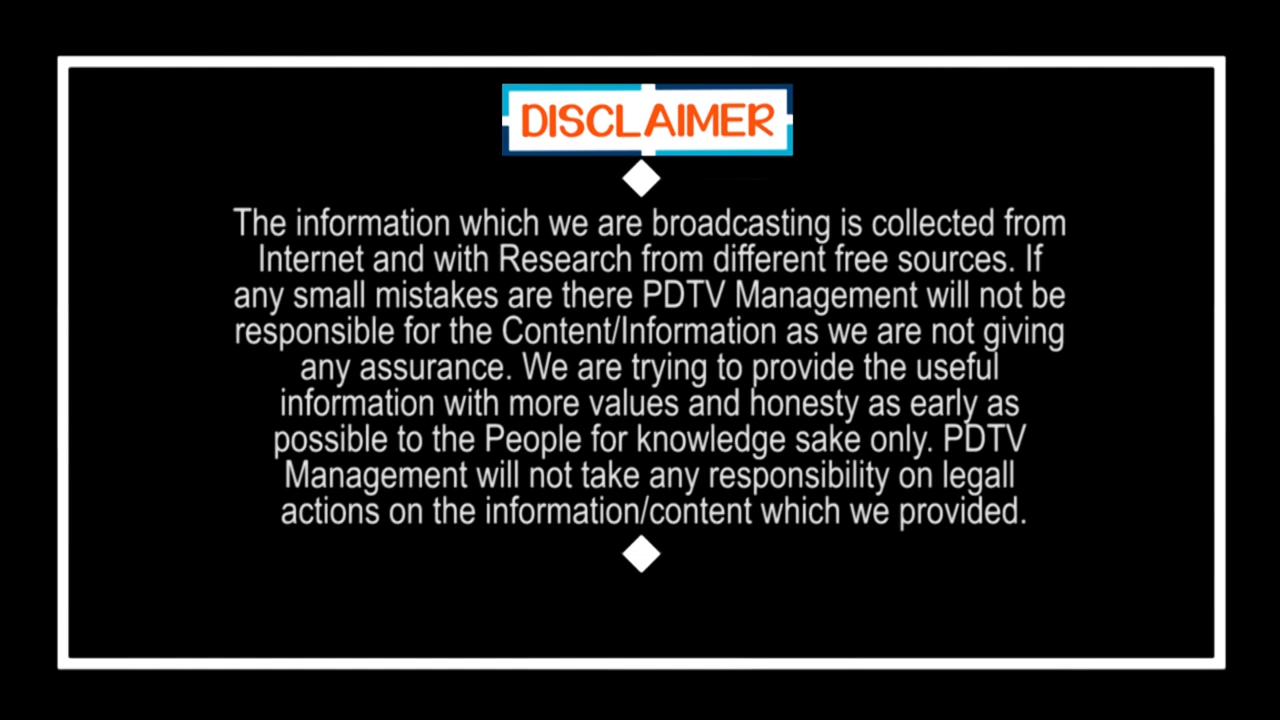 DISCLAIMER
The information which we are broadcasting is collected from
Internet and with Research from different free sources. If
any small mistakes are there PDTV Management will not be
responsible for the Content/Information as we are not giving
any assurance. We are trying to provide the useful
information with more values and honesty as early as
possible to the People for knowledge sake only. PDTV
Management will not take any responsibility on legall
actions on the information/content which we provided.